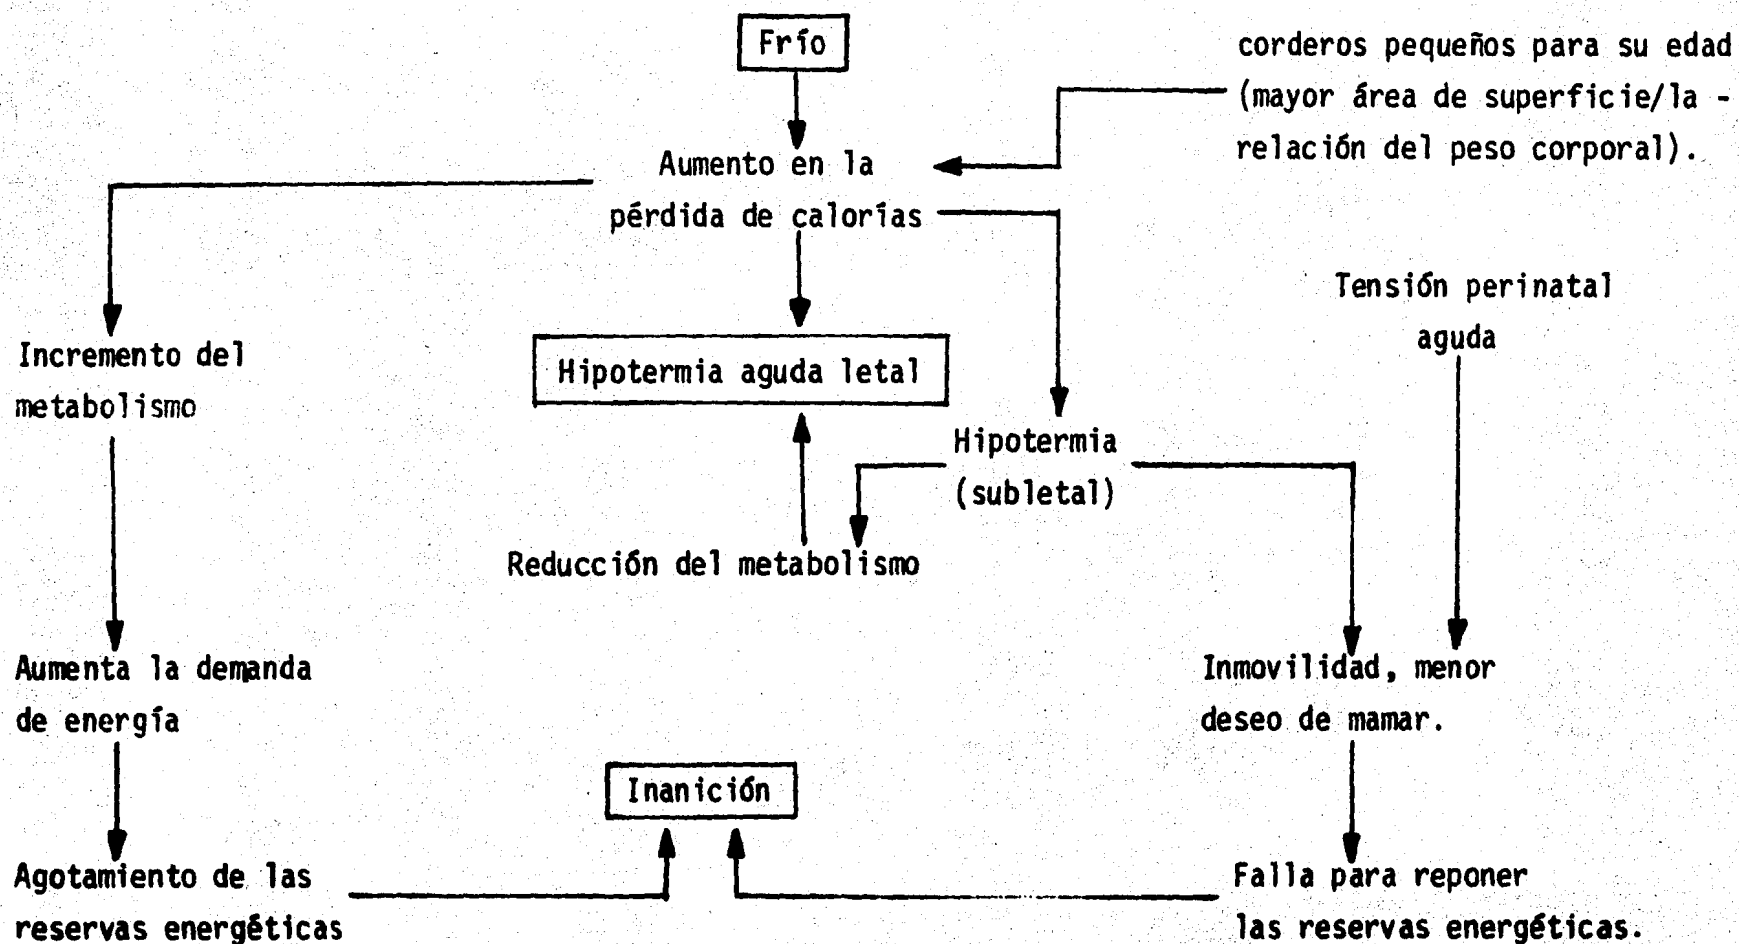 Frío
corderos pequeños para su edad
(mayor área de superficie/la -
relación del peso corporal).
Aumento en la
pérdida de calorías
Tensión perinatal
aguda
Incremento del
metabolismo
Hipotermia aguda letal
Hipotermia
(subletal)
Reducción del metabolismo
Aumenta la demanda
de energía
Inmovilidad, menor
deseo de mamar.
Inanición
Agotamiento de las
reservas energéticas
Falla para reponer
las reservas energéticas.